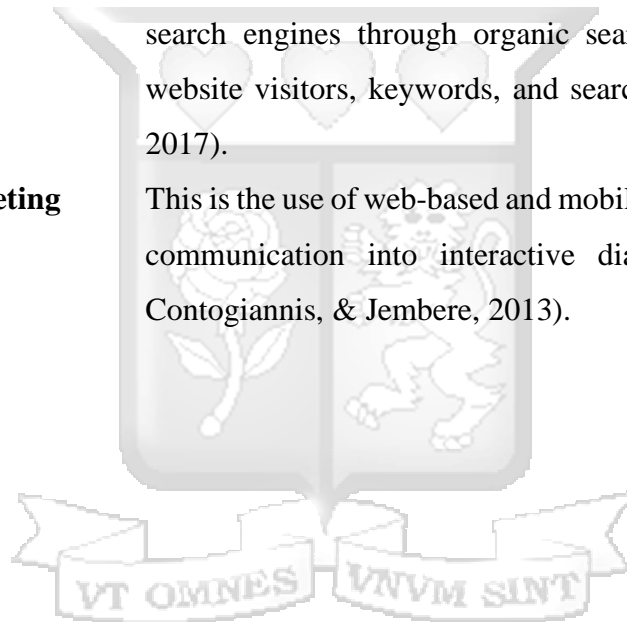 search engines through organic sear
website visitors, keywords, and searc
2017).
eting This is the use of web-based and mobil
communication into interactive dia
Contogiannis, & Jembere, 2013).
VT OMNES VNVM SINT